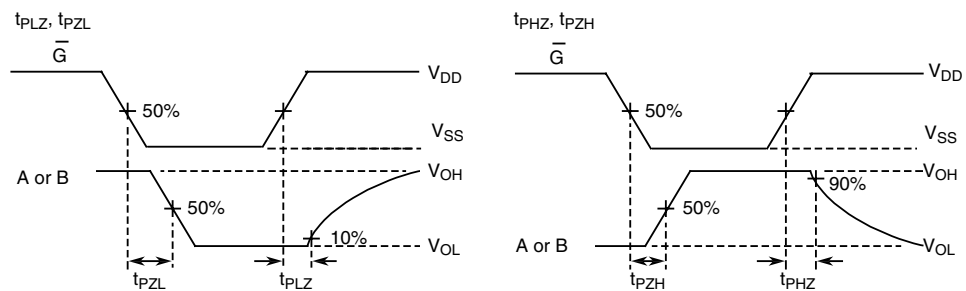 tPLZ, tPZL
G̅
VDD
50%
VSS
A or B
VOH
50%
10%
VOL
tPZL
tPLZ
tPHZ, tPZH
G̅
VDD
50%
VSS
VOH
90%
50%
A or B
VOL
tPZH
tPHZ